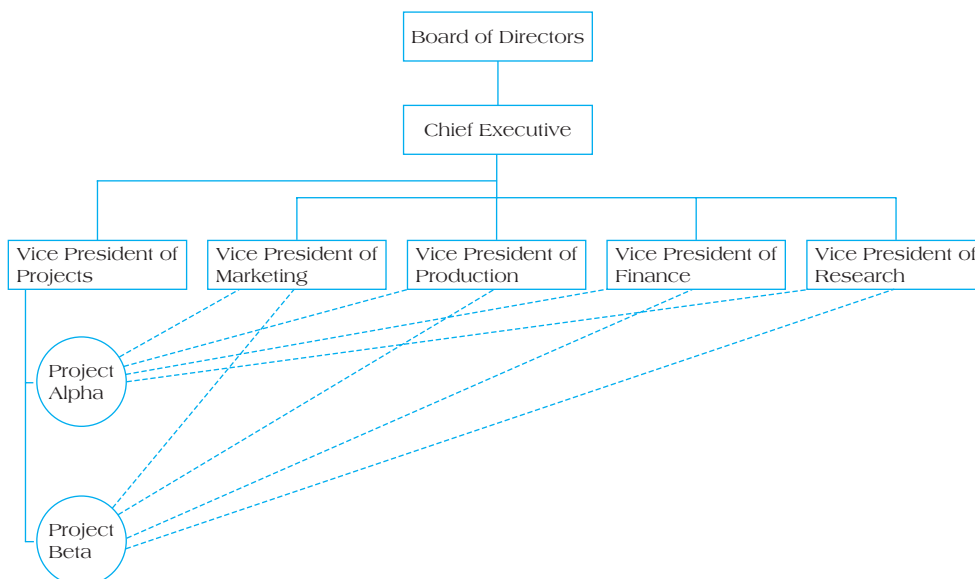 Board of Directors
Chief Executive
Vice President of
Projects
Vice President of
Marketing
Vice President of
Production
Vice President of
Finance
Vice President of
Research
Project
Alpha
Project
Beta